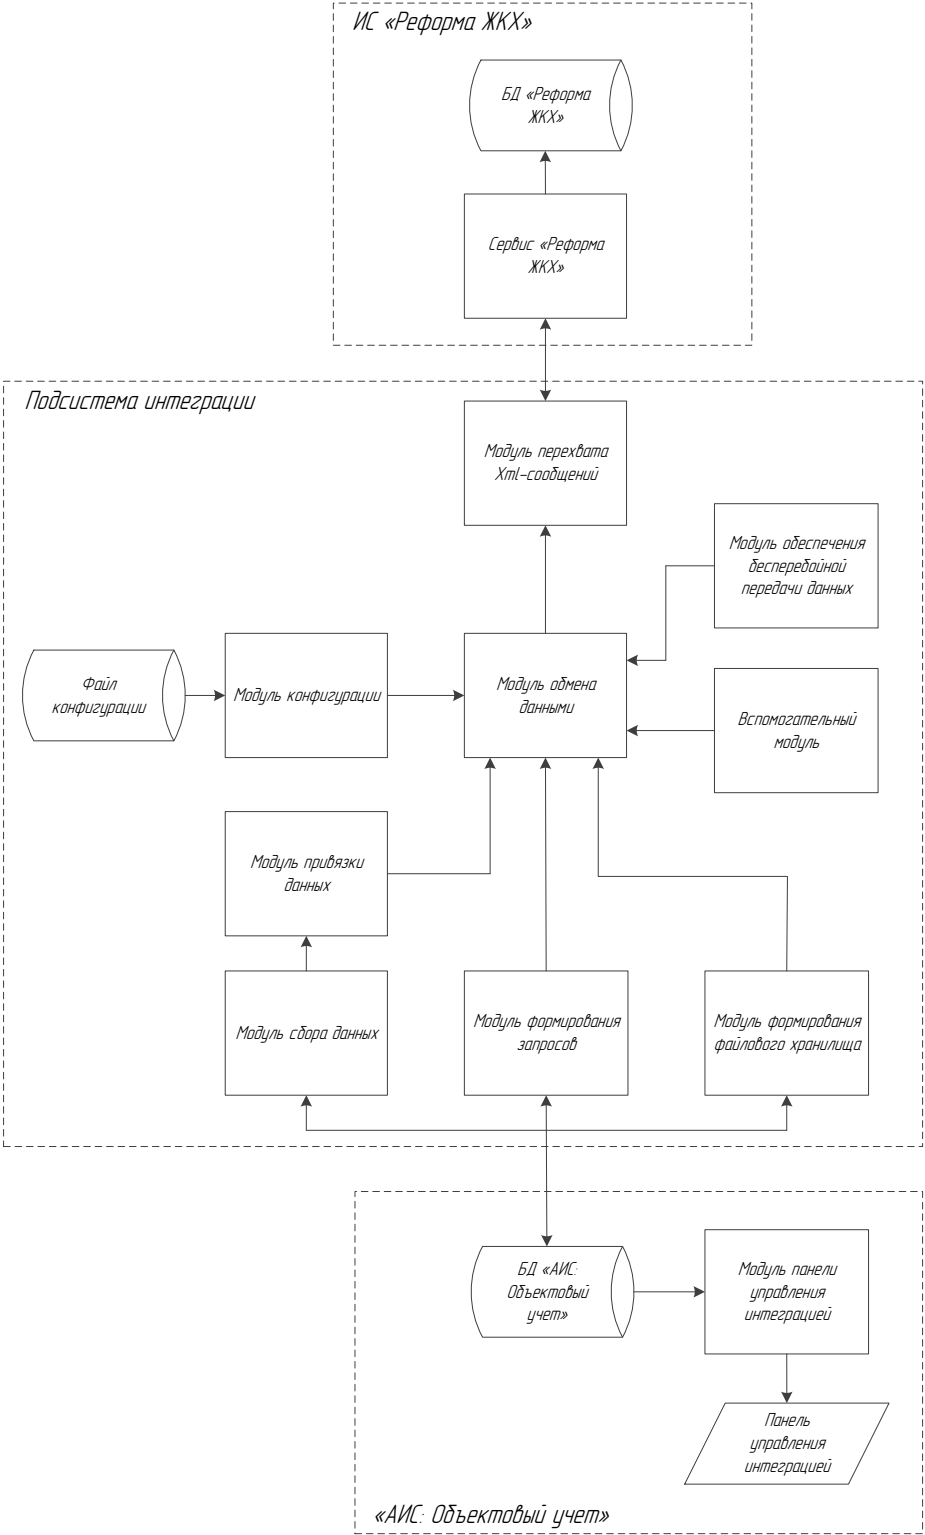 ИС «Реформа ЖКХ»
БД «Реформа
ЖКХ»
Сервис «Реформа
ЖКХ»
Подсистема интеграции
Модуль перехвата
Xml-сообщений
Модуль обеспечения
бесперебойной
передачи данных
Файл
конфигурации
Модуль конфигурации
Модуль обмена
данными
Вспомогательный
модуль
Модуль привязки
данных
Модуль сбора данных
Модуль формирования
запросов
Модуль формирования
файлового хранилища
БД «АИС:
Объектовый
учет»
Модуль панели
управления
интеграцией
Панель
управления
интеграцией
«АИС: Объектовый учет»